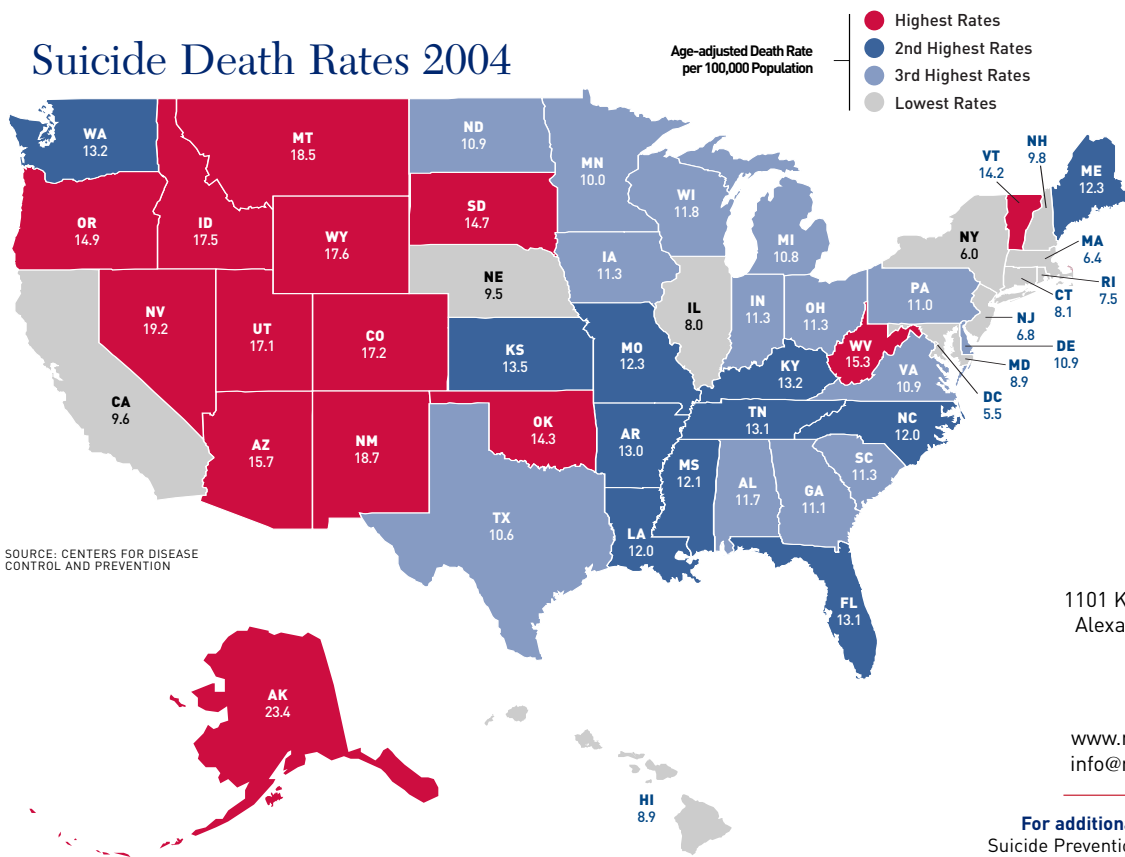 Suicide Death Rates 2004
Age-adjusted Death Rate
per 100,000 Population
Highest Rates
2nd Highest Rates
3rd Highest Rates
Lowest Rates
WA
13.2
MT
18.5
ND
10.9
MN
10.0
WI
11.8
MI
10.8
VT
14.2
NH
9.8
ME
12.3
OR
14.9
ID
17.5
WY
17.6
SD
14.7
IA
11.3
NY
6.0
MA
6.4
RI
7.5
CT
8.1
NJ
6.8
DE
10.9
MD
8.9
DC
5.5
NE
9.5
IL
8.0
IN
11.3
OH
11.3
PA
11.0
NV
19.2
UT
17.1
CO
17.2
KS
13.5
MO
12.3
KY
13.2
WV
15.3
VA
10.9
CA
9.6
AZ
15.7
NM
18.7
OK
14.3
AR
13.0
TN
13.1
NC
12.0
MS
12.1
AL
11.7
GA
11.1
SC
11.3
TX
10.6
LA
12.0
FL
13.1
SOURCE: CENTERS FOR DISEASE
CONTROL AND PREVENTION
AK
23.4
HI
8.9
1101 K
Alexa
www.
info@
For additiona
Suicide Preventio